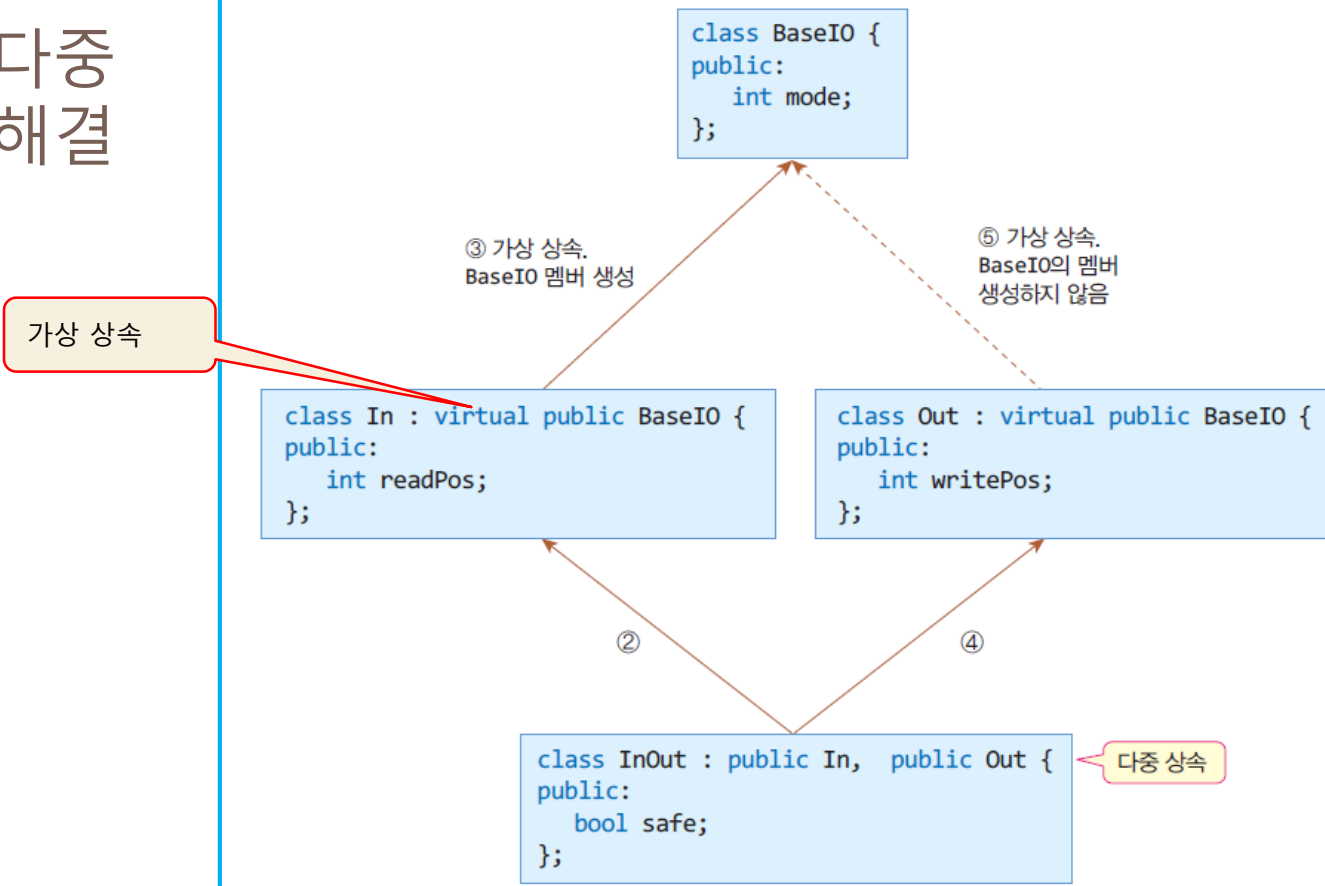 다중
해결
class BaseIO {
public:
int mode;
};
③ 가상 상속.
BaseIO 멤버 생성
⑤ 가상 상속.
BaseIO의 멤버
생성하지 않음
가상 상속
class In : virtual public BaseIO {
public:
int readPos;
};
class Out : virtual public BaseIO {
public:
int writePos;
};
②
④
class InOut : public In, public Out {
public:
bool safe;
};
다중 상속